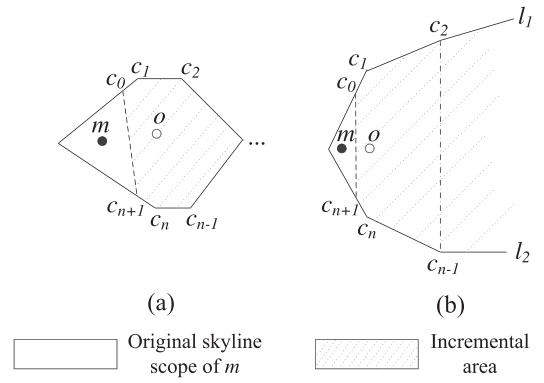 c₀ c₁ c₂
m o ...
cₙ₊₁ cₙ cₙ₋₁
(a)
l₁
c₂
c₁
c₀
m o
cₙ₊₁
cₙ
cₙ₋₁
l₂
(b)
Original skyline
scope of m
Incremental
area